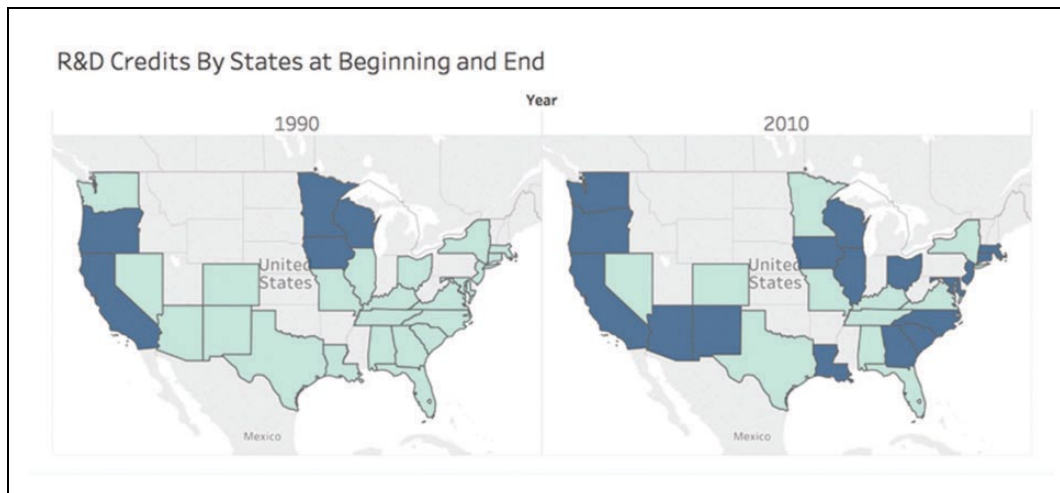 R&D Credits By States at Beginning and End
Year
1990
2010
United
States
Mexico
United
States
Mexico